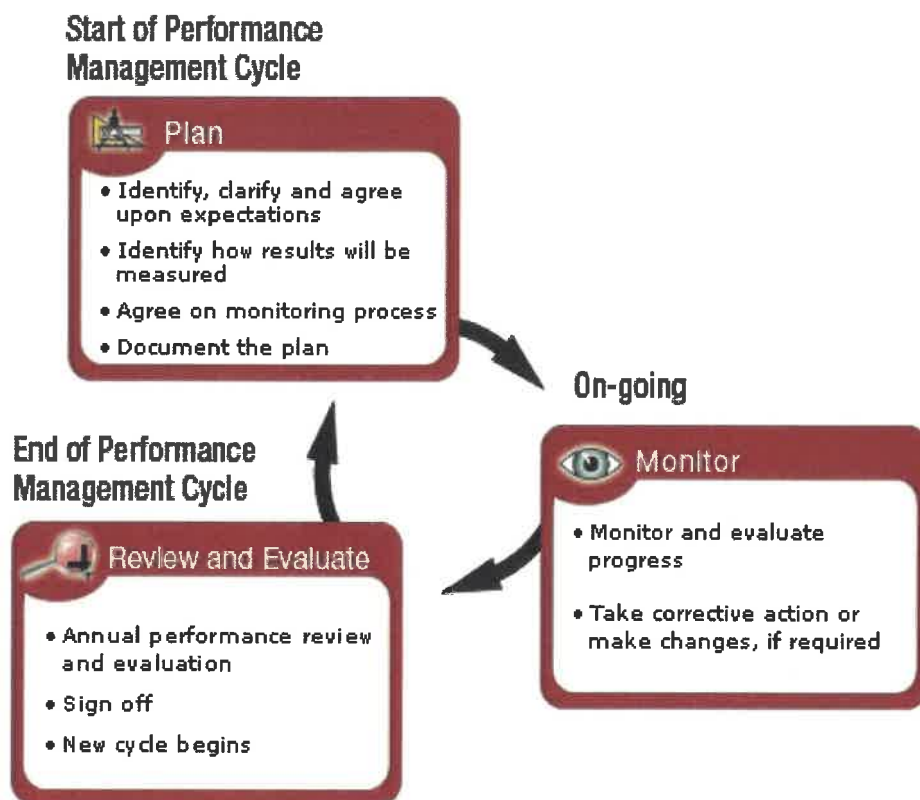 Start of Performance
Management Cycle
Plan
• Identify, clarify and agree
upon expectations
• Identify how results will be
measured
• Agree on monitoring process
• Document the plan
On-going
Monitor
• Monitor and evaluate
progress
• Take corrective action or
make changes, if required
End of Performance
Management Cycle
Review and Evaluate
• Annual performance review
and evaluation
• Sign off
• New cycle begins